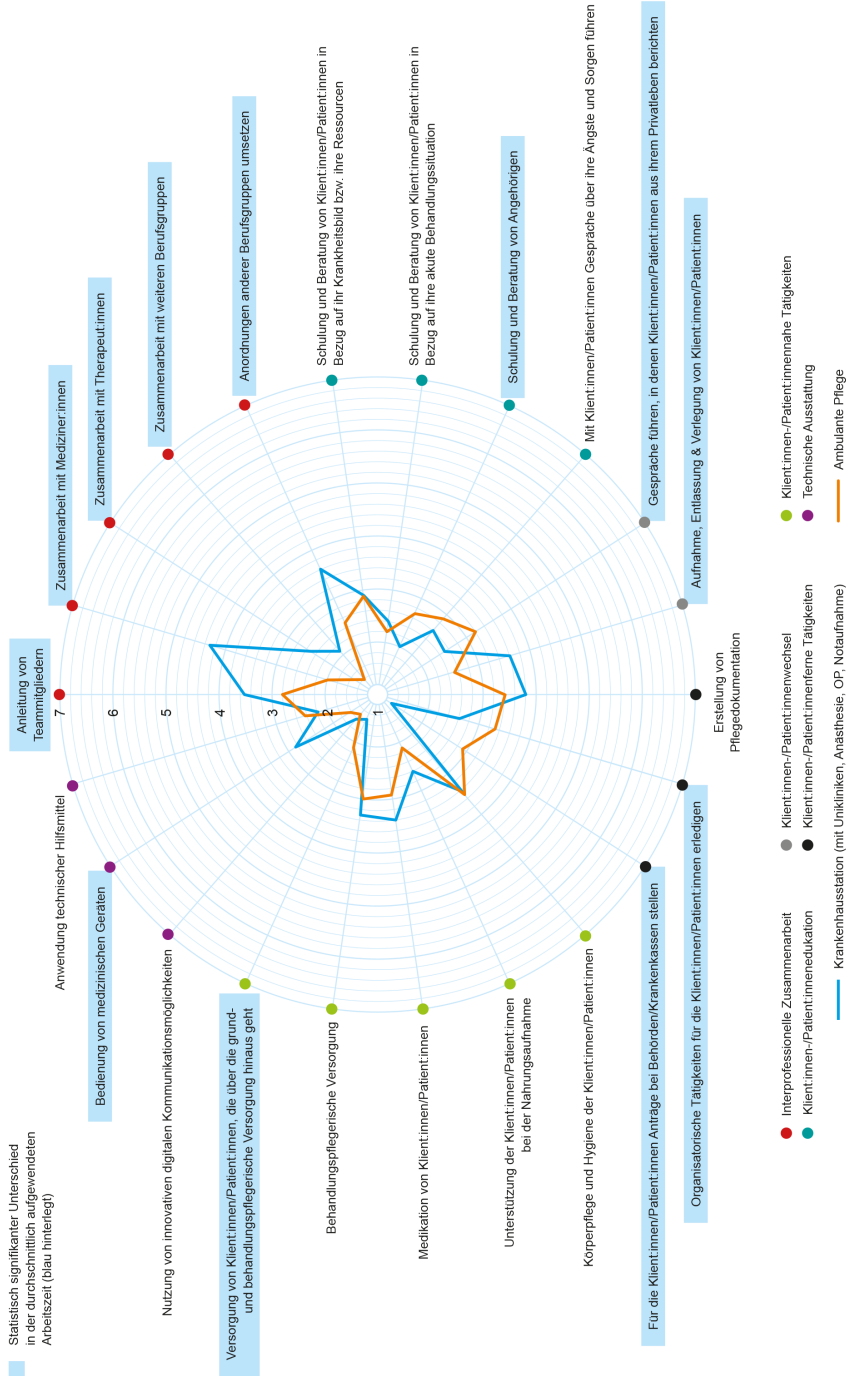 Statistisch signifikanter Unterschied
in der durchschnittlich aufgewendeten
Arbeitszeit (blau hinterlegt)
Anleitung von
Teammitgliedern
Zusammenarbeit mit Mediziner:innen
Zusammenarbeit mit Therapeut:innen
Zusammenarbeit mit weiteren Berufsgruppen
Anordnungen anderer Berufsgruppen umsetzen
Schulung und Beratung von Klient:innen/Patient:innen in
Bezug auf ihr Krankheitsbild bzw. ihre Ressourcen
Schulung und Beratung von Klient:innen/Patient:innen in
Bezug auf ihre akute Behandlungssituation
Schulung und Beratung von Angehörigen
Mit Klient:innen/Patient:innen Gespräche über ihre Ängste und Sorgen führen
Gespräche führen, in denen Klient:innen/Patient:innen aus ihrem Privatleben berichten
Aufnahme, Entlassung & Verlegung von Klient:innen/Patient:innen
Erstellung von
Pflegedokumentation
Organisatorische Tätigkeiten für die Klient:innen/Patient:innen erledigen
Für die Klient:innen/Patient:innen Anträge bei Behörden/Krankenkassen stellen
Körperpflege und Hygiene der Klient:innen/Patient:innen
Unterstützung der Klient:innen/Patient:innen
bei der Nahrungsaufnahme
Medikation von Klient:innen/Patient:innen
Behandlungspflegerische Versorgung
Versorgung von Klient:innen/Patient:innen, die über die grund-
und behandlungspflegerische Versorgung hinaus geht
Nutzung von innovativen digitalen Kommunikationsmöglichkeiten
Bedienung von medizinischen Geräten
Anwendung technischer Hilfsmittel
7
6
5
4
3
2
1
Interprofessionelle Zusammenarbeit
Klient:innen-/Patient:innenwechsel
Klient:innen-/Patient:innennahe Tätigkeiten
Klient:innen-/Patient:innenedukation
Klient:innen-/Patient:innenferne Tätigkeiten
Technische Ausstattung
Krankenhausstation (mit Unikliniken, Anästhesie, OP, Notaufnahme)
Ambulante Pflege